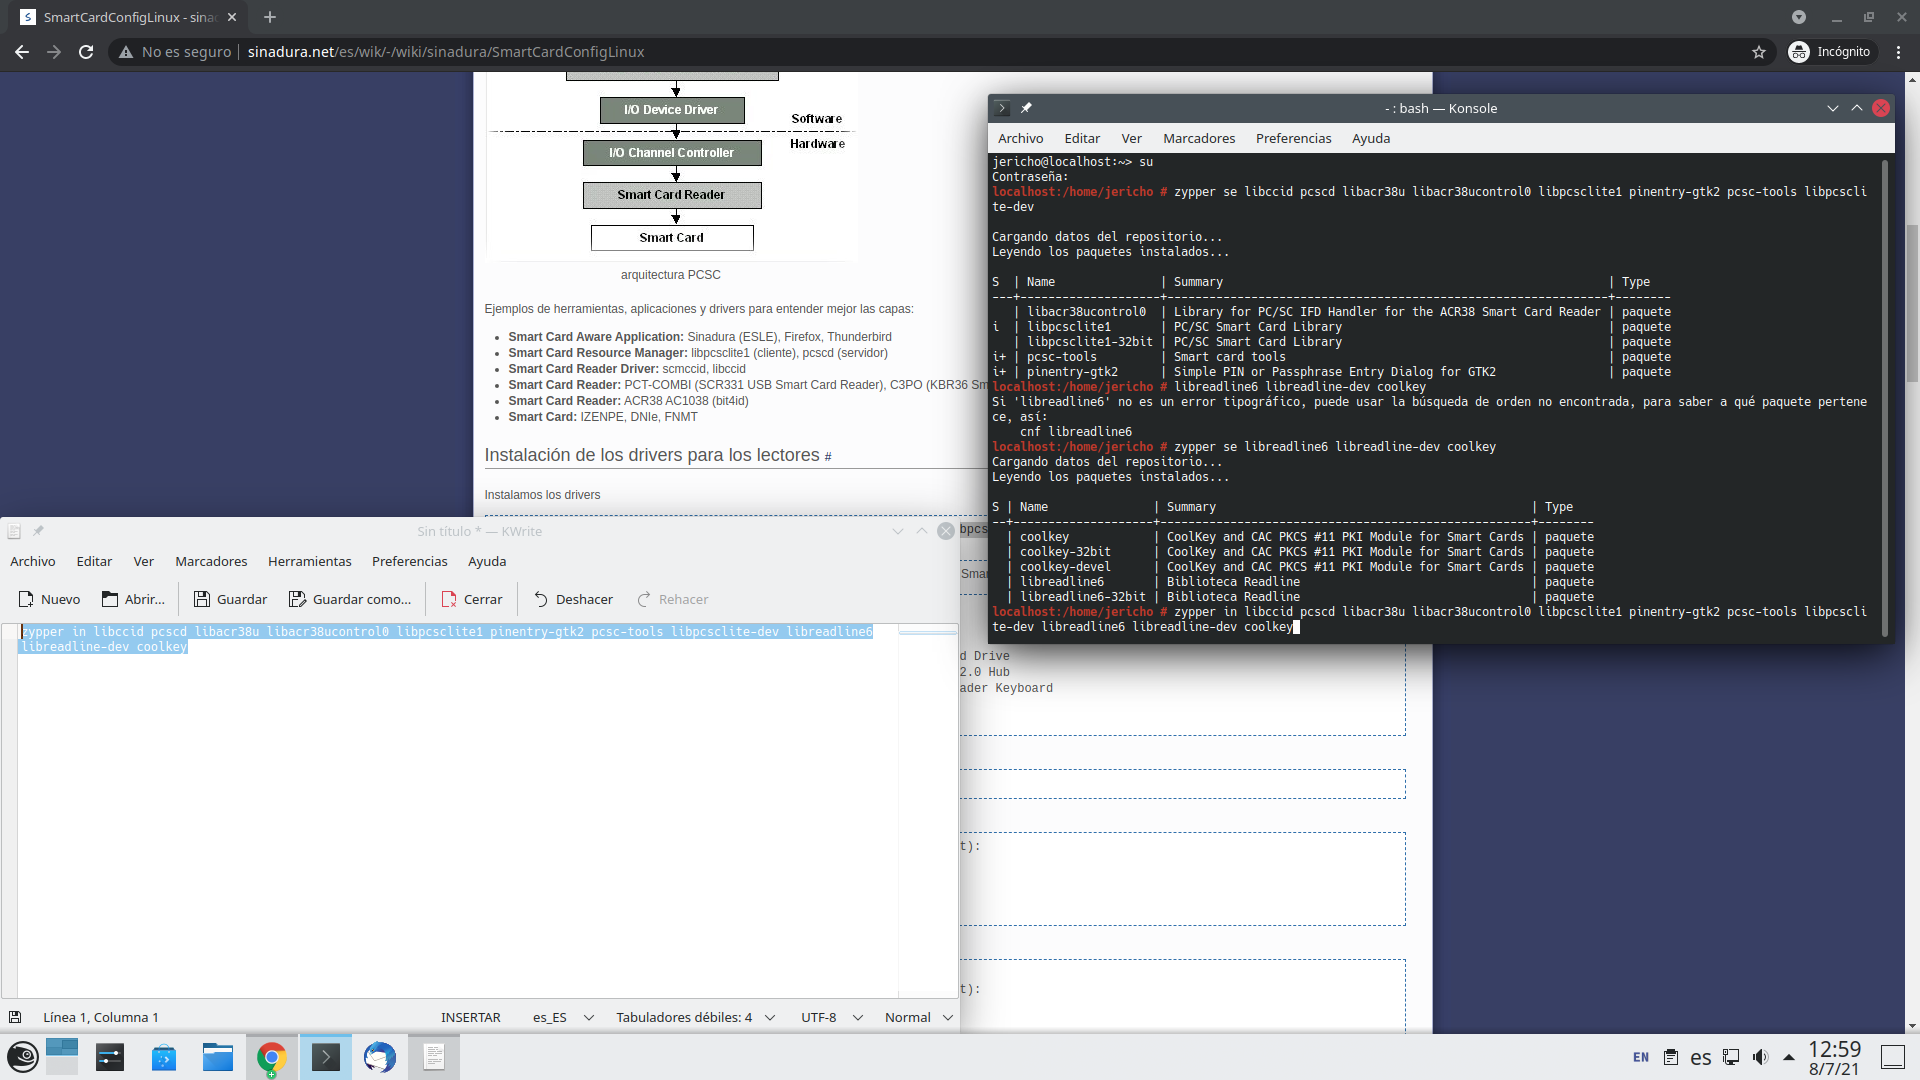 SmartCardConfigLinux - sina
No es seguro
sinadura.net/es/wik/-/wiki/sinadura/SmartCardConfigLinux
Incógnito
I/O Device Driver
Software
Hardware
I/O Channel Controller
Smart Card Reader
Smart Card
arquitectura PCSC
Ejemplos de herramientas, aplicaciones y drivers para entender mejor las capas:
Smart Card Aware Application: Sinadura (ESLE), Firefox, Thunderbird
Smart Card Resource Manager: libpcsclite1 (cliente), pcscd (servidor)
Smart Card Reader Driver: scmccid, libccid
Smart Card Reader: PCT-COMBI (SCR331 USB Smart Card Reader), C3PO (KBR36 Sm
Smart Card Reader: ACR38 AC1038 (bit4id)
Smart Card: IZENPE, DNIe, FNMT
Instalación de los drivers para los lectores #
Instalamos los drivers
bpcs
Smar
d Drive
2.0 Hub
ader Keyboard
t):
t):
- : bash — Konsole
Archivo Editar Ver Marcadores Preferencias Ayuda
jericho@localhost:~> su
Contraseña:
localhost:/home/jericho # zypper se libccid pcscd libacr38u libacr38ucontrol0 libpcsclite1 pinentry-gtk2 pcsc-tools libpcscli
te-dev
Cargando datos del repositorio...
Leyendo los paquetes instalados...
S  | Name                | Summary                                                     | Type
---+---------------------+-------------------------------------------------------------+--------
   | libacr38ucontrol0   | Library for PC/SC IFD Handler for the ACR38 Smart Card Reader | paquete
i  | libpcsclite1        | PC/SC Smart Card Library                                    | paquete
   | libpcsclite1-32bit  | PC/SC Smart Card Library                                    | paquete
i+ | pcsc-tools          | Smart card tools                                            | paquete
i+ | pinentry-gtk2       | Simple PIN or Passphrase Entry Dialog for GTK2              | paquete
localhost:/home/jericho # libreadline6 libreadline-dev coolkey
Si 'libreadline6' no es un error tipográfico, puede usar la búsqueda de orden no encontrada, para saber a qué paquete pertene
ce, así:
cnf libreadline6
localhost:/home/jericho # zypper se libreadline6 libreadline-dev coolkey
Cargando datos del repositorio...
Leyendo los paquetes instalados...
S | Name               | Summary                                            | Type
--+--------------------+----------------------------------------------------+--------
  | coolkey            | CoolKey and CAC PKCS #11 PKI Module for Smart Cards | paquete
  | coolkey-32bit      | CoolKey and CAC PKCS #11 PKI Module for Smart Cards | paquete
  | coolkey-devel      | CoolKey and CAC PKCS #11 PKI Module for Smart Cards | paquete
  | libreadline6       | Biblioteca Readline                                | paquete
  | libreadline6-32bit | Biblioteca Readline                                | paquete
localhost:/home/jericho # zypper in libccid pcscd libacr38u libacr38ucontrol0 libpcsclite1 pinentry-gtk2 pcsc-tools libpcscli
te-dev libreadline6 libreadline-dev coolkey
Sin título * — KWrite
Archivo Editar Ver Marcadores Herramientas Preferencias Ayuda
Nuevo Abrir... Guardar Guardar como... Cerrar Deshacer Rehacer
zypper in libccid pcscd libacr38u libacr38ucontrol0 libpcsclite1 pinentry-gtk2 pcsc-tools libpcsclite-dev libreadline6
libreadline-dev coolkey
Línea 1, Columna 1 INSERTAR es_ES Tabuladores débiles: 4 UTF-8 Normal
EN es 12:59
8/7/21